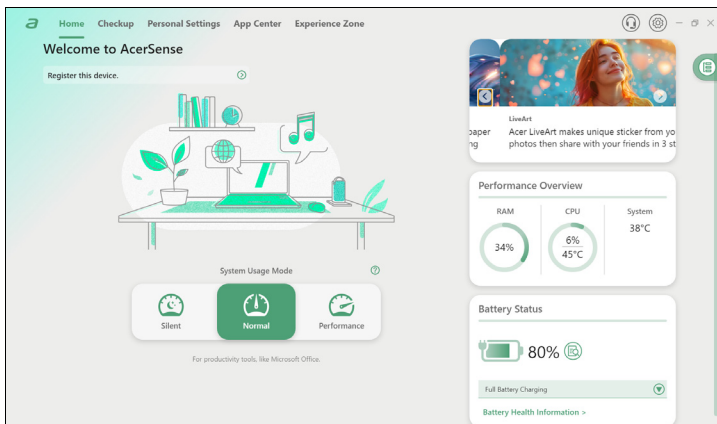 Home Checkup Personal Settings App Center Experience Zone
Welcome to AcerSense
Register this device.
System Usage Mode
Silent
Normal
Performance
For productivity tools, like Microsoft Office.
LiveArt
paper Acer LiveArt makes unique sticker from yo
ng photos then share with your friends in 3 st
Performance Overview
RAM CPU System
34%
6%
45°C
38°C
Battery Status
80%
Full Battery Charging
Battery Health Information >